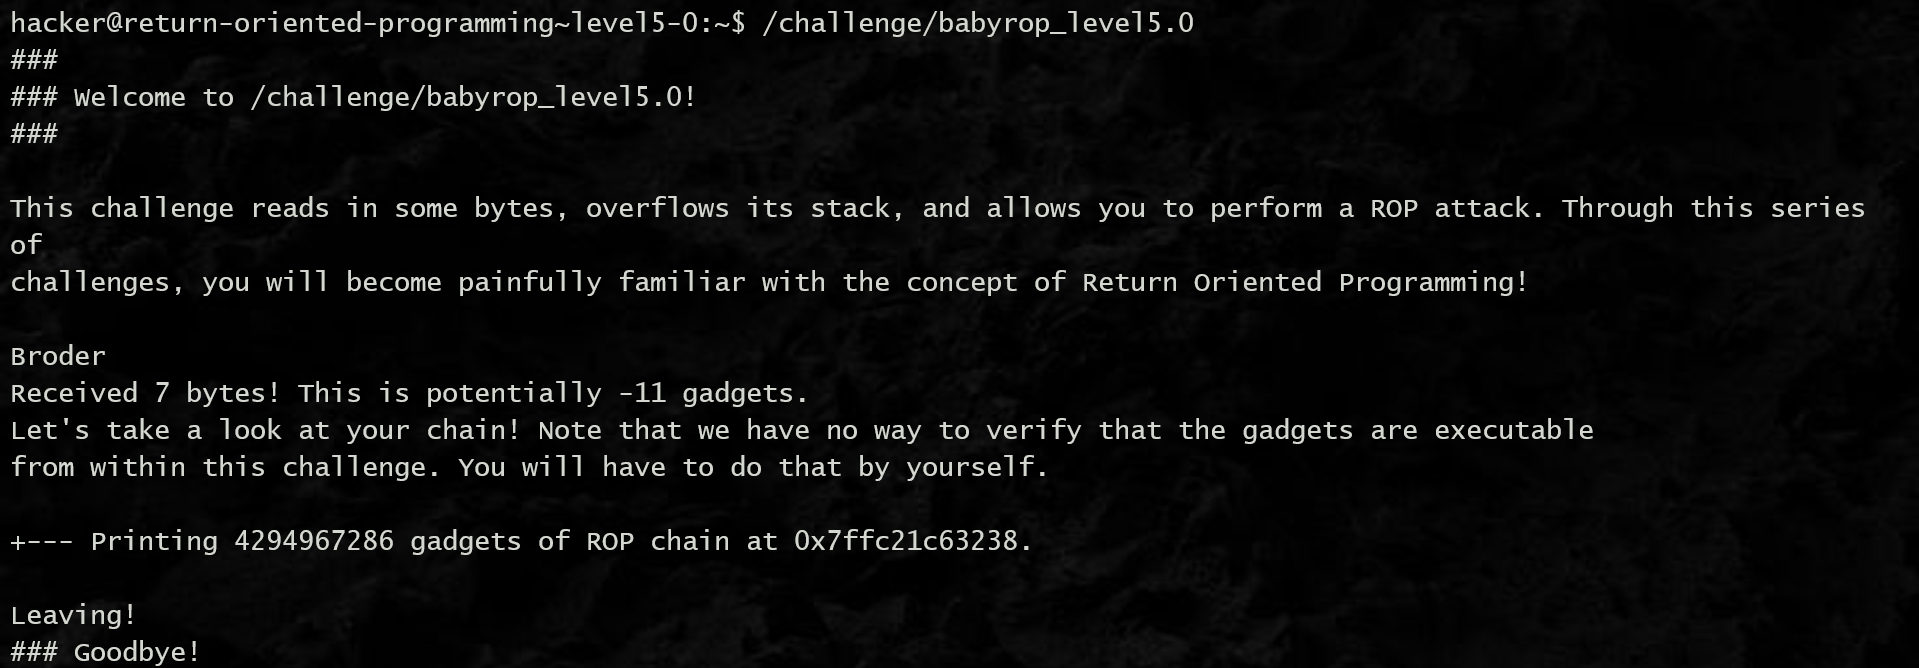 hacker@return-oriented-programming~level5-0:~$ /challenge/babyrop_level5.0
###
### Welcome to /challenge/babyrop_level5.0!
###
This challenge reads in some bytes, overflows its stack, and allows you to perform a ROP attack. Through this series
of
challenges, you will become painfully familiar with the concept of Return Oriented Programming!
Broder
Received 7 bytes! This is potentially -11 gadgets.
Let's take a look at your chain! Note that we have no way to verify that the gadgets are executable
from within this challenge. You will have to do that by yourself.
+--- Printing 4294967286 gadgets of ROP chain at 0x7ffc21c63238.
Leaving!
### Goodbye!